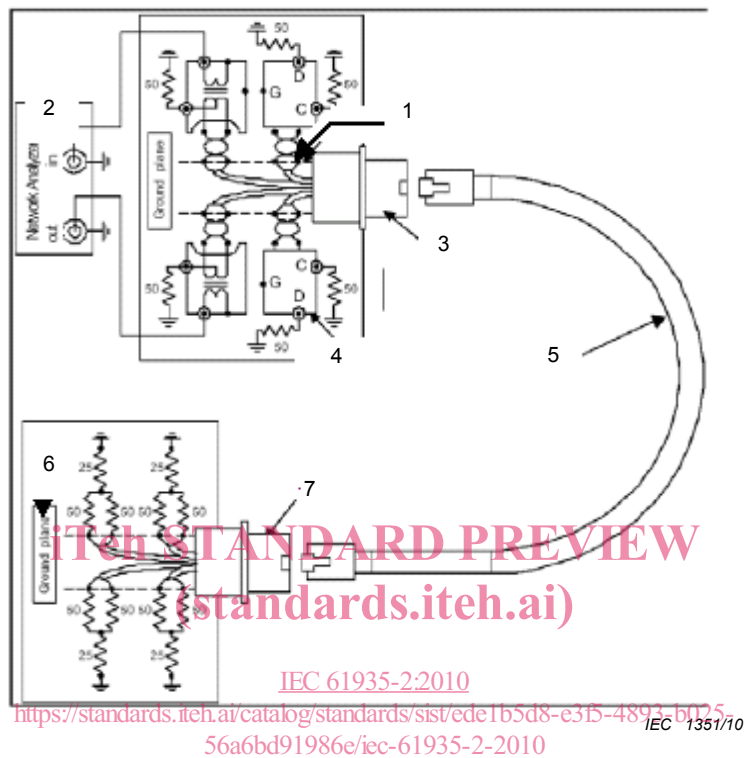 50
50
D
50
G
C
1
2
Network Analyzer
in
out
Ground plane
Ground plane
3
50
C
50
G
D
50
4
5
6
25
25
50
50
50
50
7
Ground plane
iTeh STANDARD PREVIEW
50
50
50
50
(standards.iteh.ai)
25
25
IEC 61935-2:2010
https://standards.iteh.ai/catalog/standards/sist/ede1b5d8-e3f5-4893-b025-
IEC 1351/10
56a6bd91986e/iec-61935-2-2010